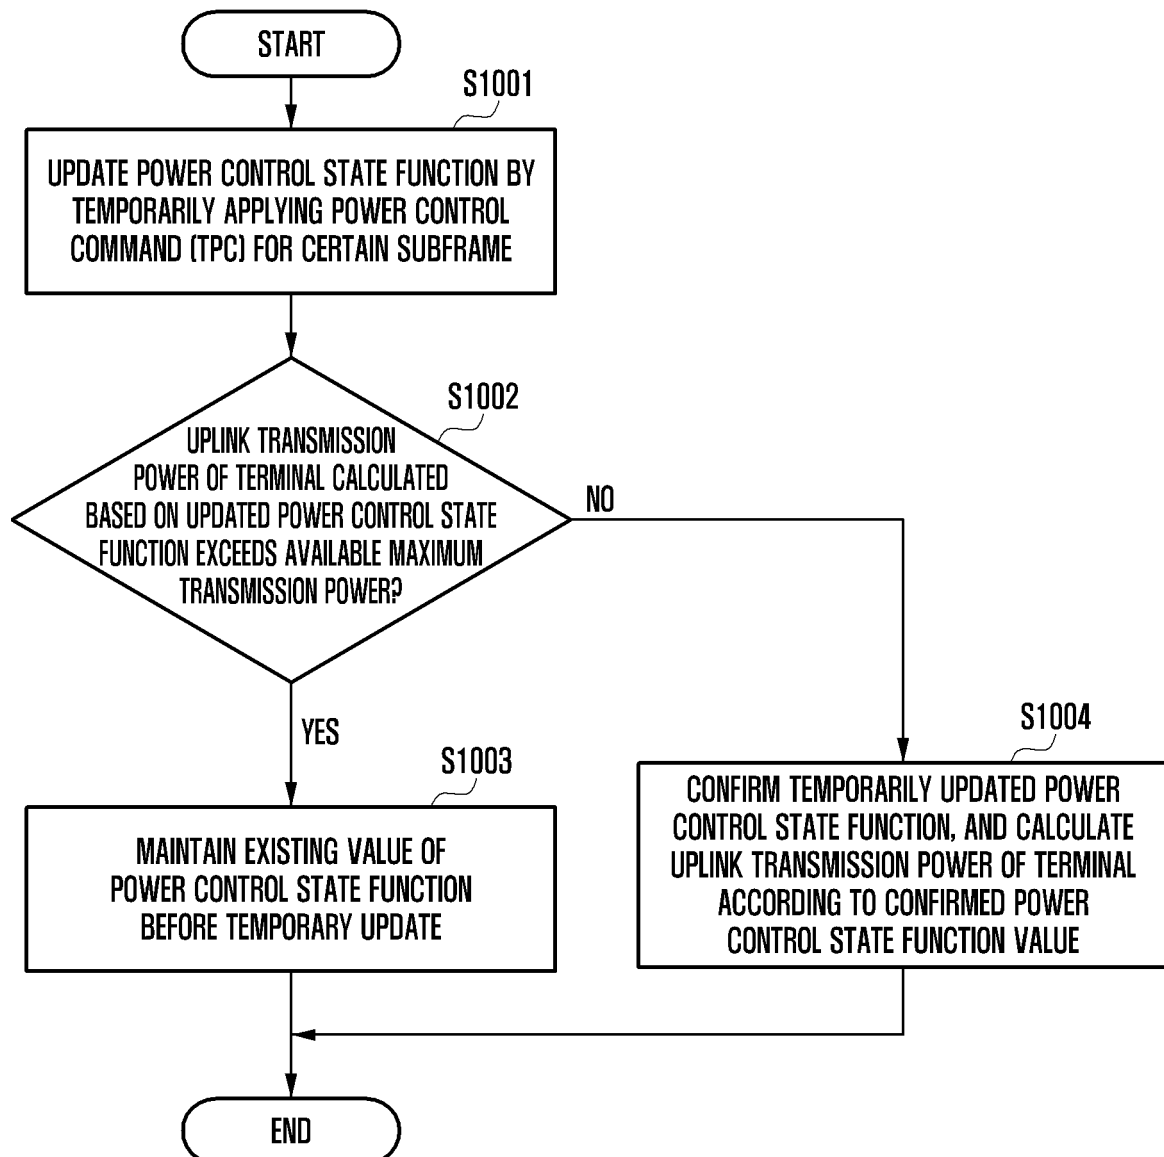 START
S1001
UPDATE POWER CONTROL STATE FUNCTION BY
TEMPORARILY APPLYING POWER CONTROL
COMMAND (TPC) FOR CERTAIN SUBFRAME
S1002
UPLINK TRANSMISSION
POWER OF TERMINAL CALCULATED
BASED ON UPDATED POWER CONTROL STATE
FUNCTION EXCEEDS AVAILABLE MAXIMUM
TRANSMISSION POWER?
NO
YES
S1003
MAINTAIN EXISTING VALUE OF
POWER CONTROL STATE FUNCTION
BEFORE TEMPORARY UPDATE
S1004
CONFIRM TEMPORARILY UPDATED POWER
CONTROL STATE FUNCTION, AND CALCULATE
UPLINK TRANSMISSION POWER OF TERMINAL
ACCORDING TO CONFIRMED POWER
CONTROL STATE FUNCTION VALUE
END